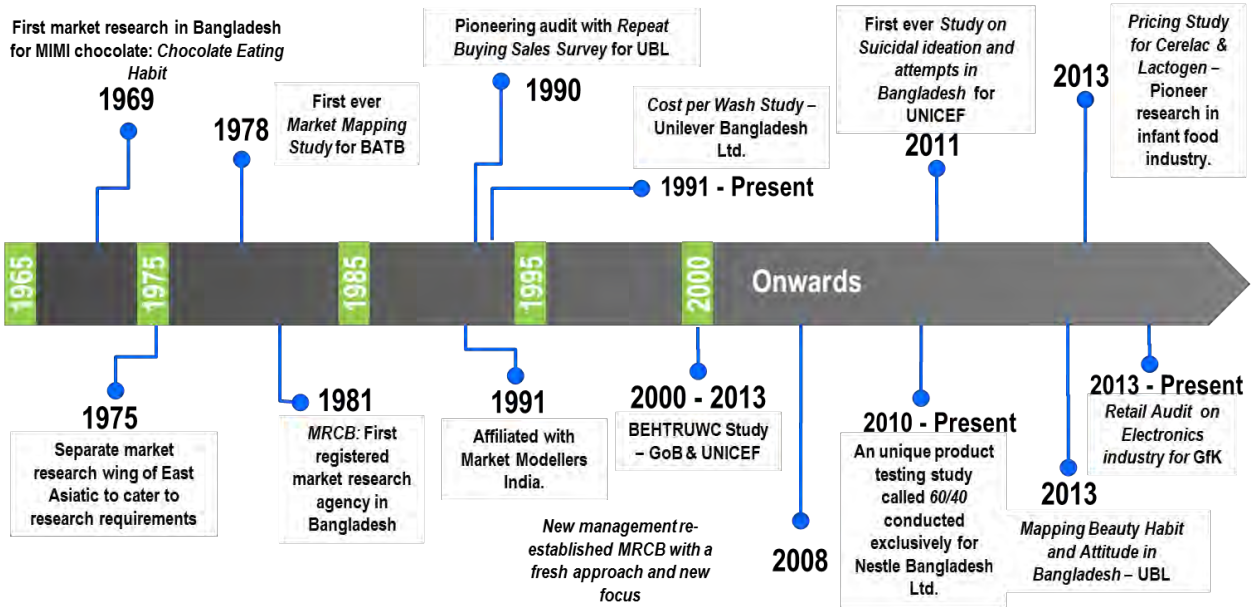 First market research in Bangladesh
for MIMI chocolate: Chocolate Eating
Habit
1969
1978
First ever
Market Mapping
Study for BATB
Pioneering audit with Repeat
Buying Sales Survey for UBL
1990
Cost per Wash Study –
Unilever Bangladesh
Ltd.
1991 - Present
First ever Study on
Suicidal ideation and
attempts in
Bangladesh for
UNICEF
2011
2013
Pricing Study
for Cerelac &
Lactogen –
Pioneer
research in
infant food
industry.
1965
1975
1985
1995
2000
Onwards
1975
Separate market
research wing of East
Asiatic to cater to
research requirements
1981
MRCB: First
registered
market research
agency in
Bangladesh
1991
Affiliated with
Market Modellers
India.
2000 - 2013
BEHTRUWC Study
– GoB & UNICEF
New management re-
established MRCB with a
fresh approach and new
focus
2008
2010 - Present
An unique product
testing study
called 60/40
conducted
exclusively for
Nestle Bangladesh
Ltd.
2013
Mapping Beauty Habit
and Attitude in
Bangladesh – UBL
2013 - Present
Retail Audit on
Electronics
industry for GfK